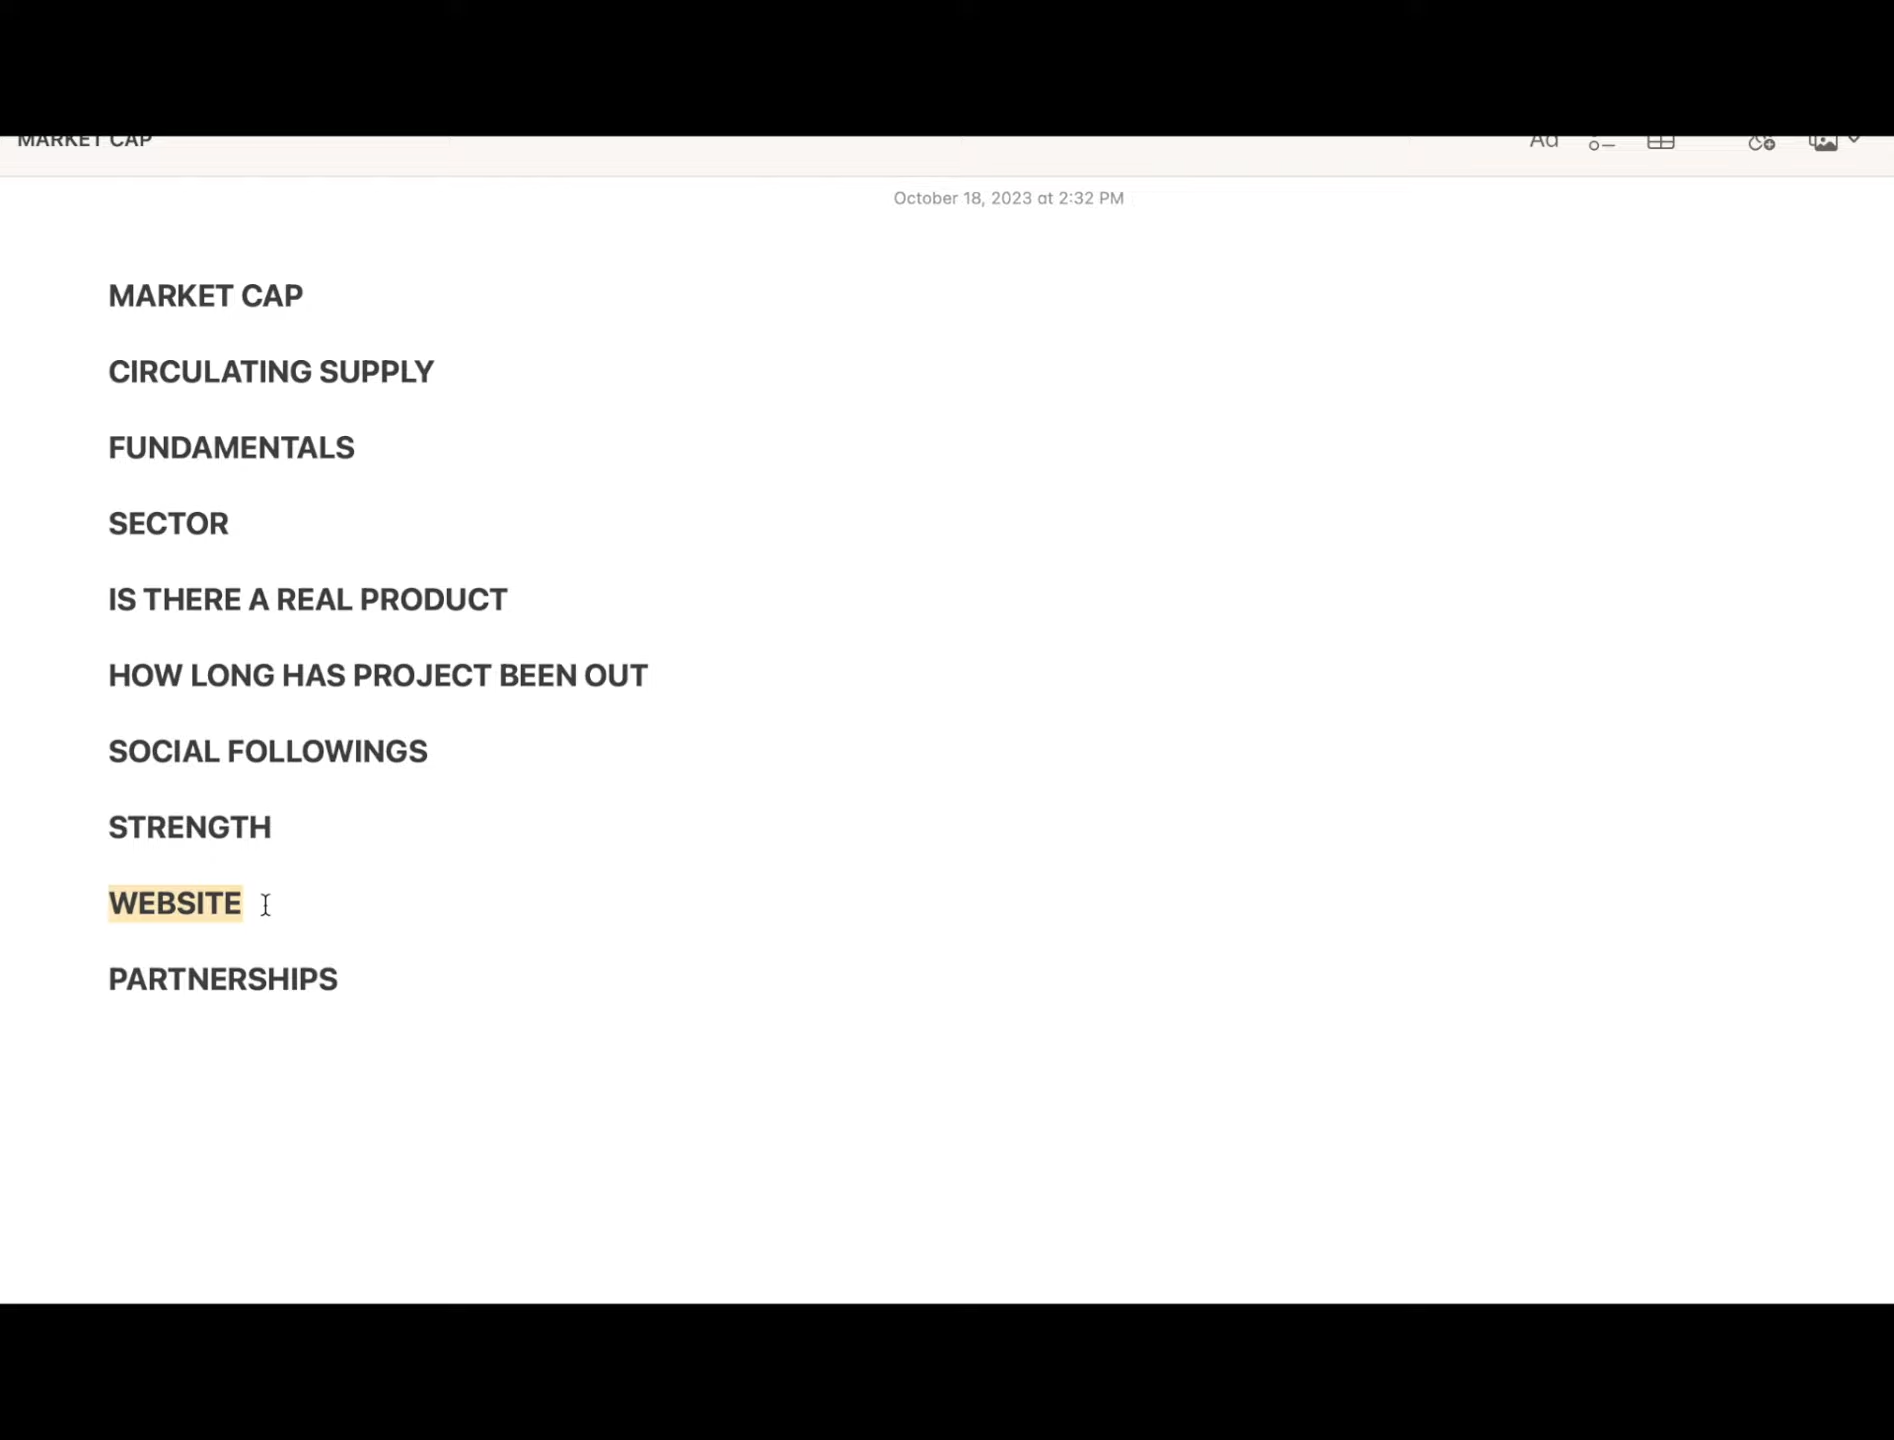 MARKET CAP
October 18, 2023 at 2:32 PM
MARKET CAP
CIRCULATING SUPPLY
FUNDAMENTALS
SECTOR
IS THERE A REAL PRODUCT
HOW LONG HAS PROJECT BEEN OUT
SOCIAL FOLLOWINGS
STRENGTH
WEBSITE
PARTNERSHIPS